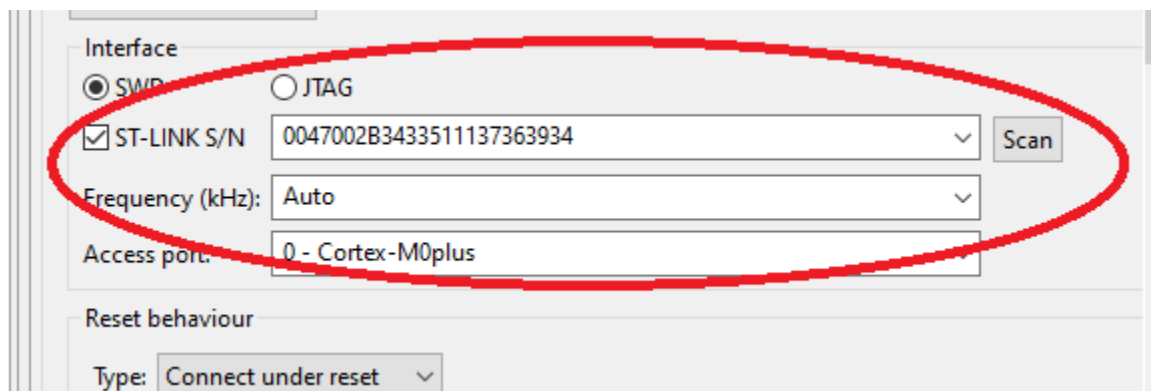 Interface
SWD JTAG
ST-LINK S/N 0047002B3433511137363934 Scan
Frequency (kHz): Auto
Access port: 0 - Cortex-M0plus
Reset behaviour
Type: Connect under reset